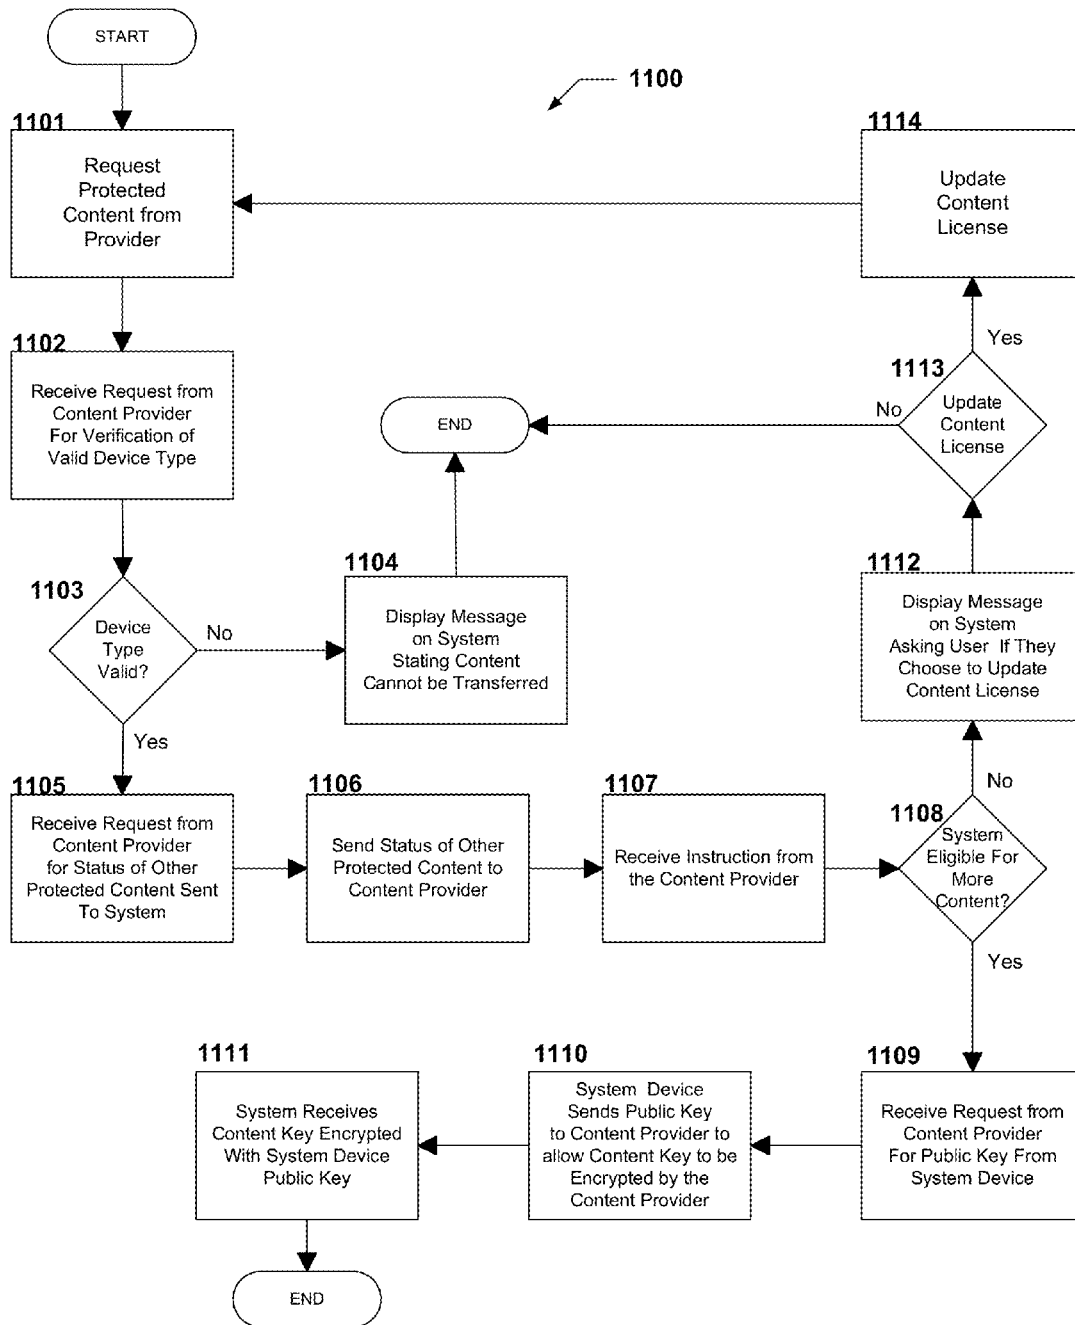 START
1100
1101
Request
Protected
Content from
Provider
1114
Update
Content
License
1102
Receive Request from
Content Provider
For Verification of
Valid Device Type
Yes
1113
Update
Content
License
No
END
1103
Device
Type
Valid?
No
1104
Display Message
on System
Stating Content
Cannot be Transferred
1112
Display Message
on System
Asking User If They
Choose to Update
Content License
Yes
No
1105
Receive Request from
Content Provider
for Status of Other
Protected Content Sent
To System
1106
Send Status of Other
Protected Content to
Content Provider
1107
Receive Instruction from
the Content Provider
1108
System
Eligible For
More
Content?
Yes
1111
System Receives
Content Key Encrypted
With System Device
Public Key
1110
System Device
Sends Public Key
to Content Provider to
allow Content Key to be
Encrypted by the
Content Provider
1109
Receive Request from
Content Provider
For Public Key From
System Device
END